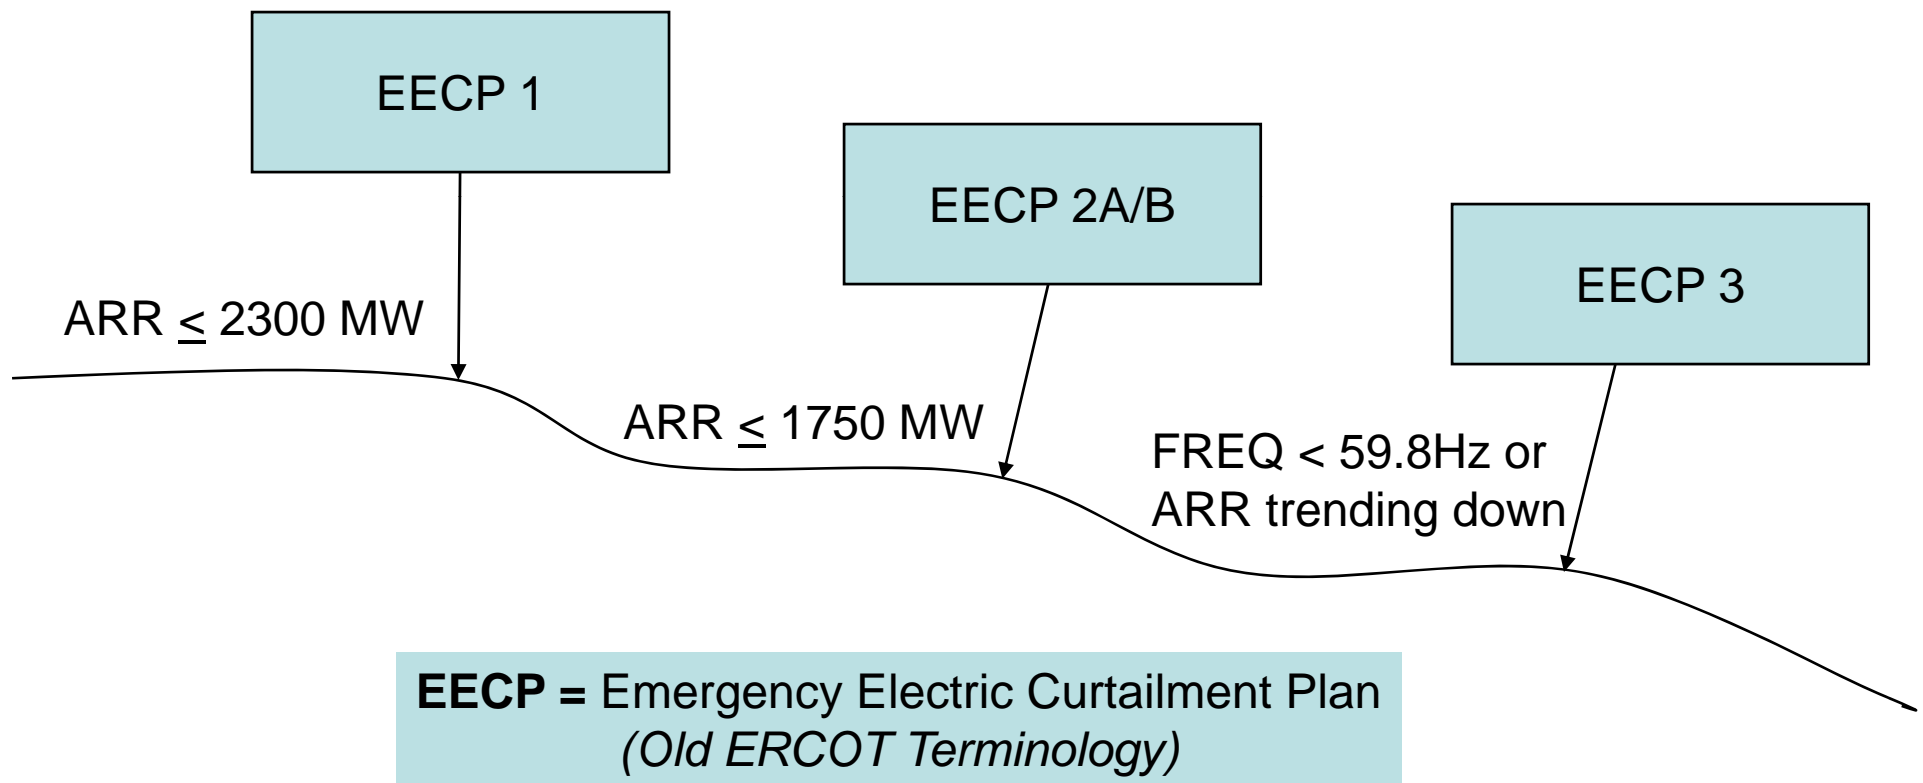 EECP 1
EECP 2A/B
EECP 3
ARR ≤ 2300 MW
ARR ≤ 1750 MW
FREQ < 59.8Hz or
ARR trending down
EECP = Emergency Electric Curtailment Plan
(Old ERCOT Terminology)